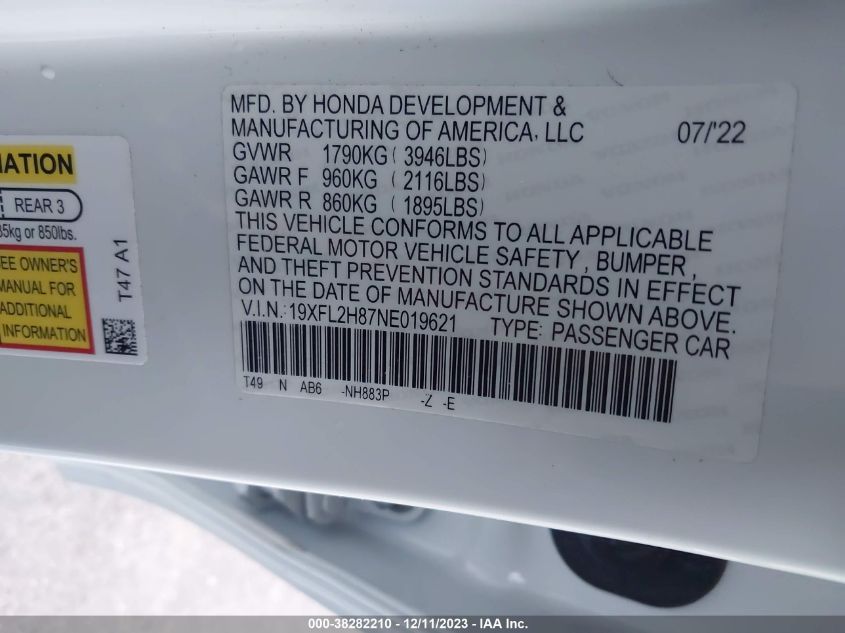 MFD. BY HONDA DEVELOPMENT &
MANUFACTURING OF AMERICA, LLC 07/'22
GVWR 1790KG ( 3946LBS)
GAWR F 960KG ( 2116LBS)
GAWR R 860KG ( 1895LBS)
THIS VEHICLE CONFORMS TO ALL APPLICABLE
FEDERAL MOTOR VEHICLE SAFETY , BUMPER ,
AND THEFT PREVENTION STANDARDS IN EFFECT
ON THE DATE OF MANUFACTURE SHOWN ABOVE.
V.I.N.: 19XFL2H87NE019621 TYPE: PASSENGER CAR
T49 N AB6 -NH883P -Z -E
REAR 3
850lbs.
SEE OWNER'S
MANUAL FOR
ADDITIONAL
INFORMATION
T47 A1
000-38282210 - 12/11/2023 - IAA Inc.